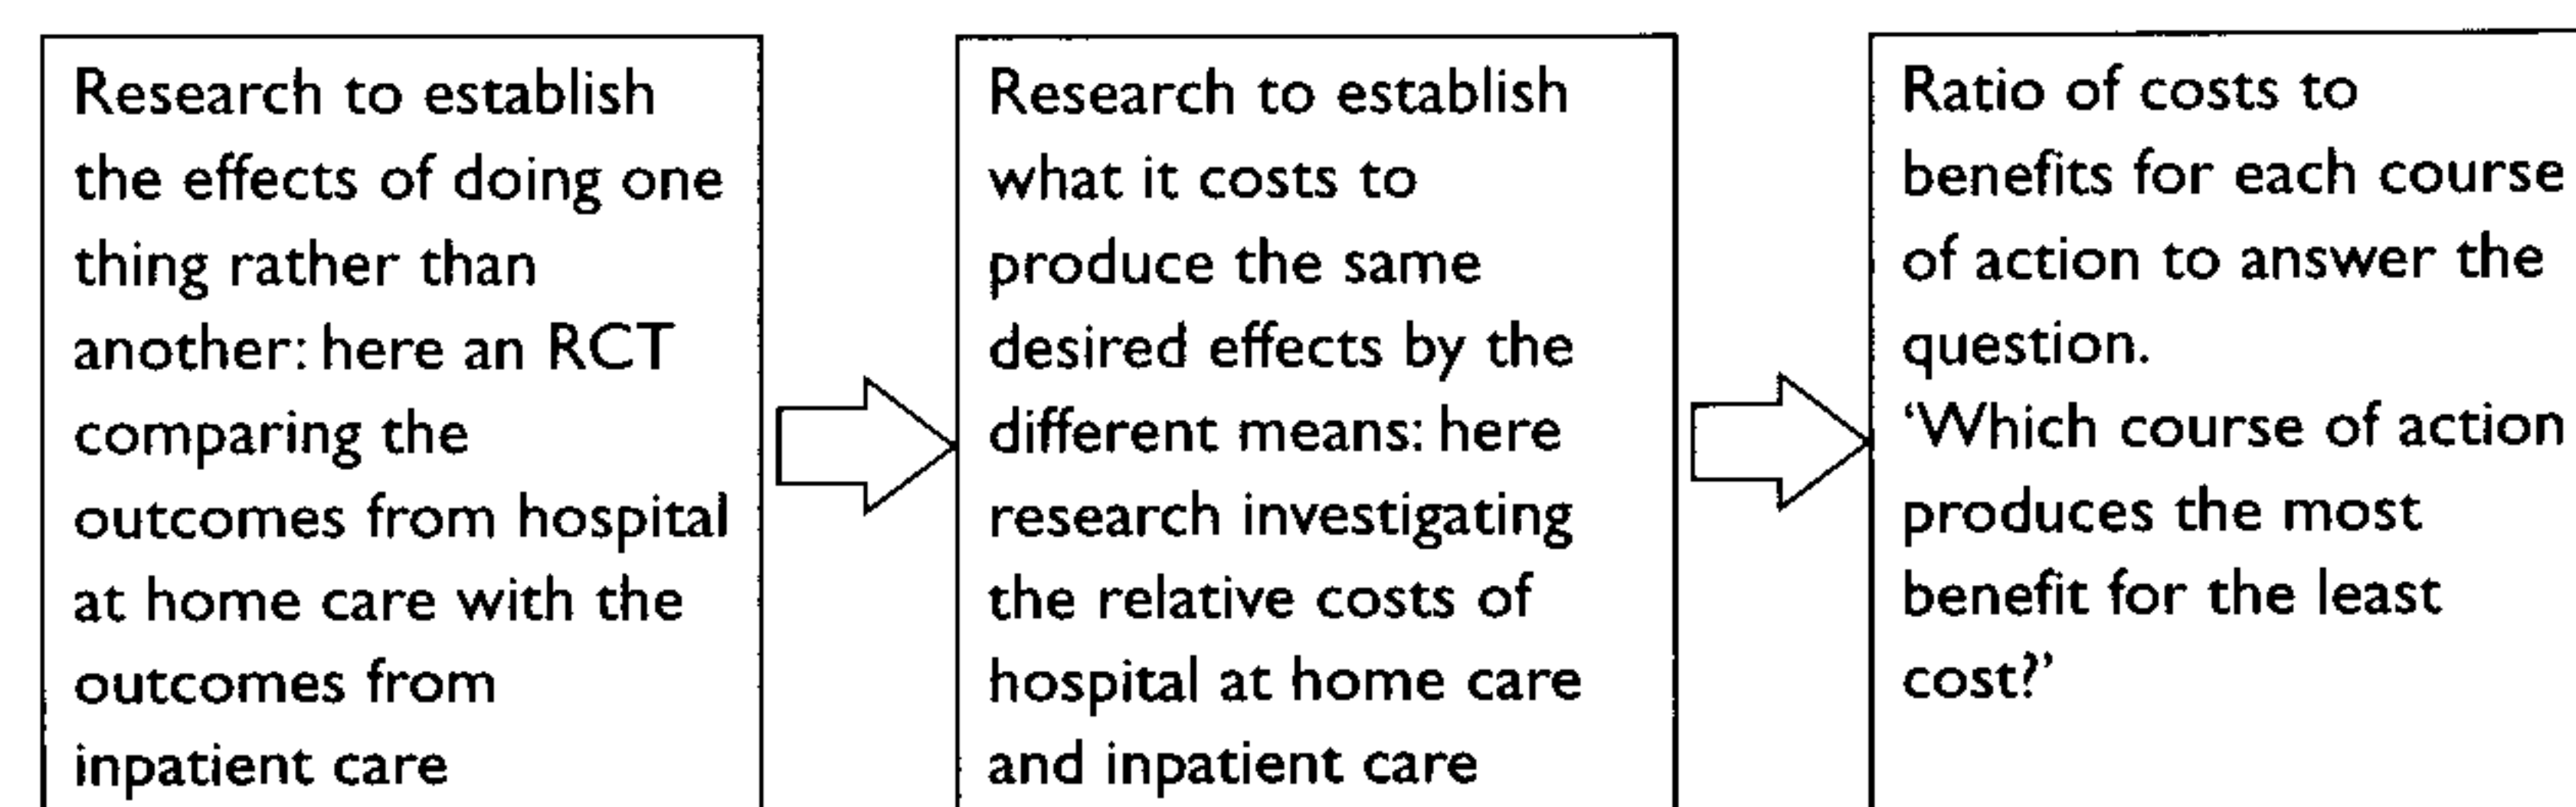 Research to establish
the effects of doing one
thing rather than
another: here an RCT
comparing the
outcomes from hospital
at home care with the
outcomes from
inpatient care
Research to establish
what it costs to
produce the same
desired effects by the
different means: here
research investigating
the relative costs of
hospital at home care
and inpatient care
Ratio of costs to
benefits for each course
of action to answer the
question.
‘Which course of action
produces the most
benefit for the least
cost?’